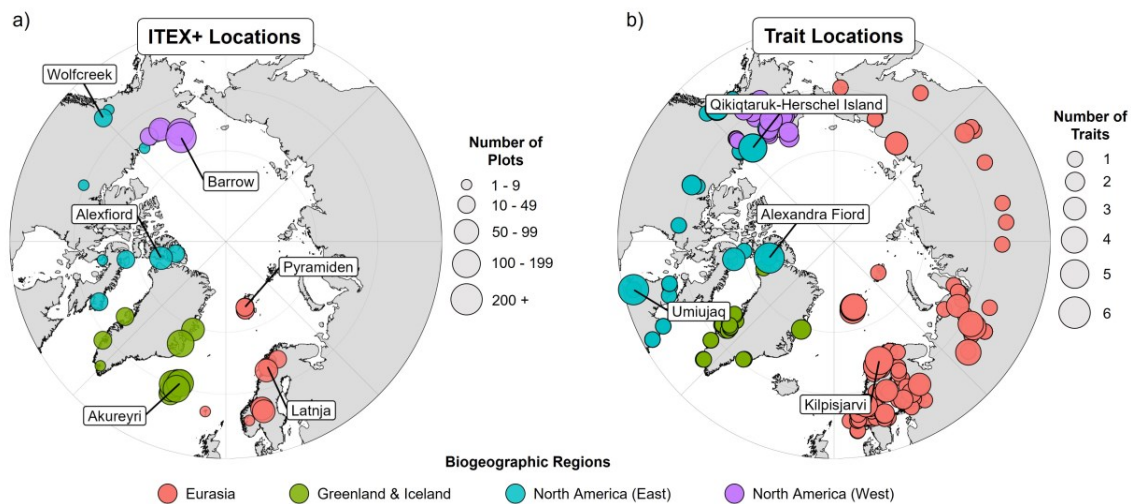 a)
ITEX+ Locations
Wolfcreek
Barrow
Alexfiord
Pyramiden
Akureyri
Latnja
Number of
Plots
1 - 9
10 - 49
50 - 99
100 - 199
200 +
b)
Trait Locations
Qikiqtaruk-Herschel Island
Alexandra Fiord
Umiujaq
Kilpisjarvi
Number of
Traits
1
2
3
4
5
6
Biogeographic Regions
Eurasia
Greenland & Iceland
North America (East)
North America (West)